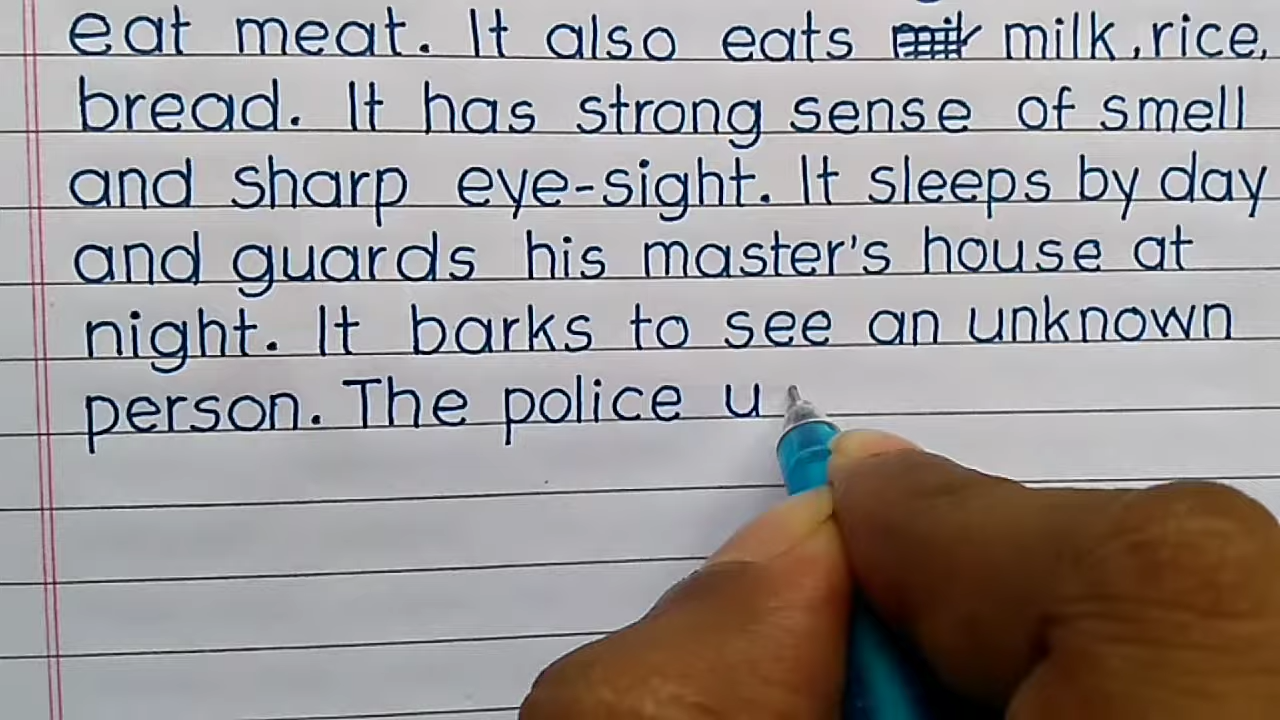 eat meat. It also eats milk, rice,
bread. It has strong sense of smell
and sharp eye-sight. It sleeps by day
and guards his master's house at
night. It barks to see an unknown
person. The police u